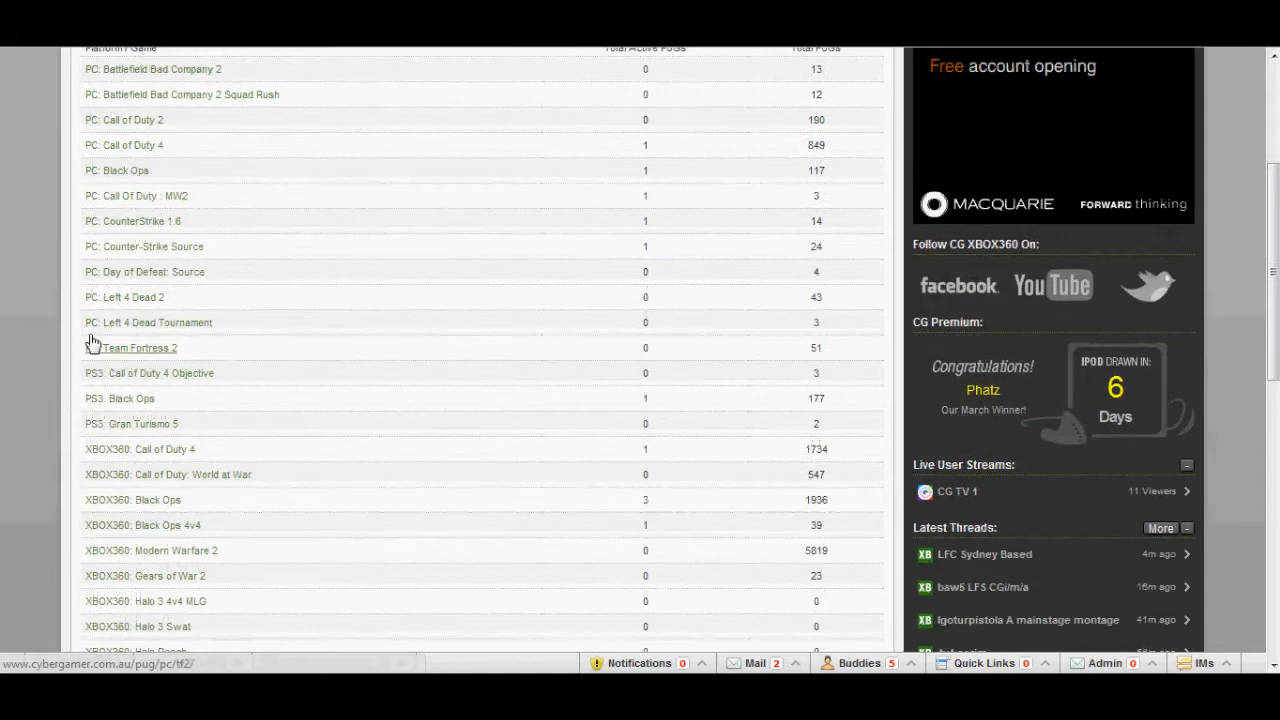 Platform / Game Total Active PUGs Total PUGs
PC: Battlefield Bad Company 2 0 13
PC: Battlefield Bad Company 2 Squad Rush 0 12
PC: Call of Duty 2 0 190
PC: Call of Duty 4 1 849
PC: Black Ops 1 117
PC: Call Of Duty : MW2 1 3
PC: CounterStrike 1.6 1 14
PC: Counter-Strike Source 1 24
PC: Day of Defeat: Source 0 4
PC: Left 4 Dead 2 0 43
PC: Left 4 Dead Tournament 0 3
Team Fortress 2 0 51
PS3: Call of Duty 4 Objective 0 3
PS3: Black Ops 1 177
PS3: Gran Turismo 5 0 2
XBOX360: Call of Duty 4 1 1734
XBOX360: Call of Duty: World at War 0 547
XBOX360: Black Ops 3 1936
XBOX360: Black Ops 4v4 1 39
XBOX360: Modern Warfare 2 0 5819
XBOX360: Gears of War 2 0 23
XBOX360: Halo 3 4v4 MLG 0 0
XBOX360: Halo 3 Swat 0 0
XBOX360: Halo Reach
Free account opening
MACQUARIE FORWARD thinking
Follow CG XBOX360 On:
facebook. YouTube
CG Premium:
Congratulations!
Phatz
Our March Winner!
IPOD DRAWN IN:
6
Days
Live User Streams: -
CG TV 1 11 Viewers
Latest Threads: More -
XB LFC Sydney Based 4m ago
XB baw5 LFS CGi/m/a 16m ago
XB Igoturpistola A mainstage montage 41m ago
www.cybergamer.com.au/pug/pc/tf2/
Notifications 0 Mail 2 Buddies 5 Quick Links 0 Admin 0 IMs